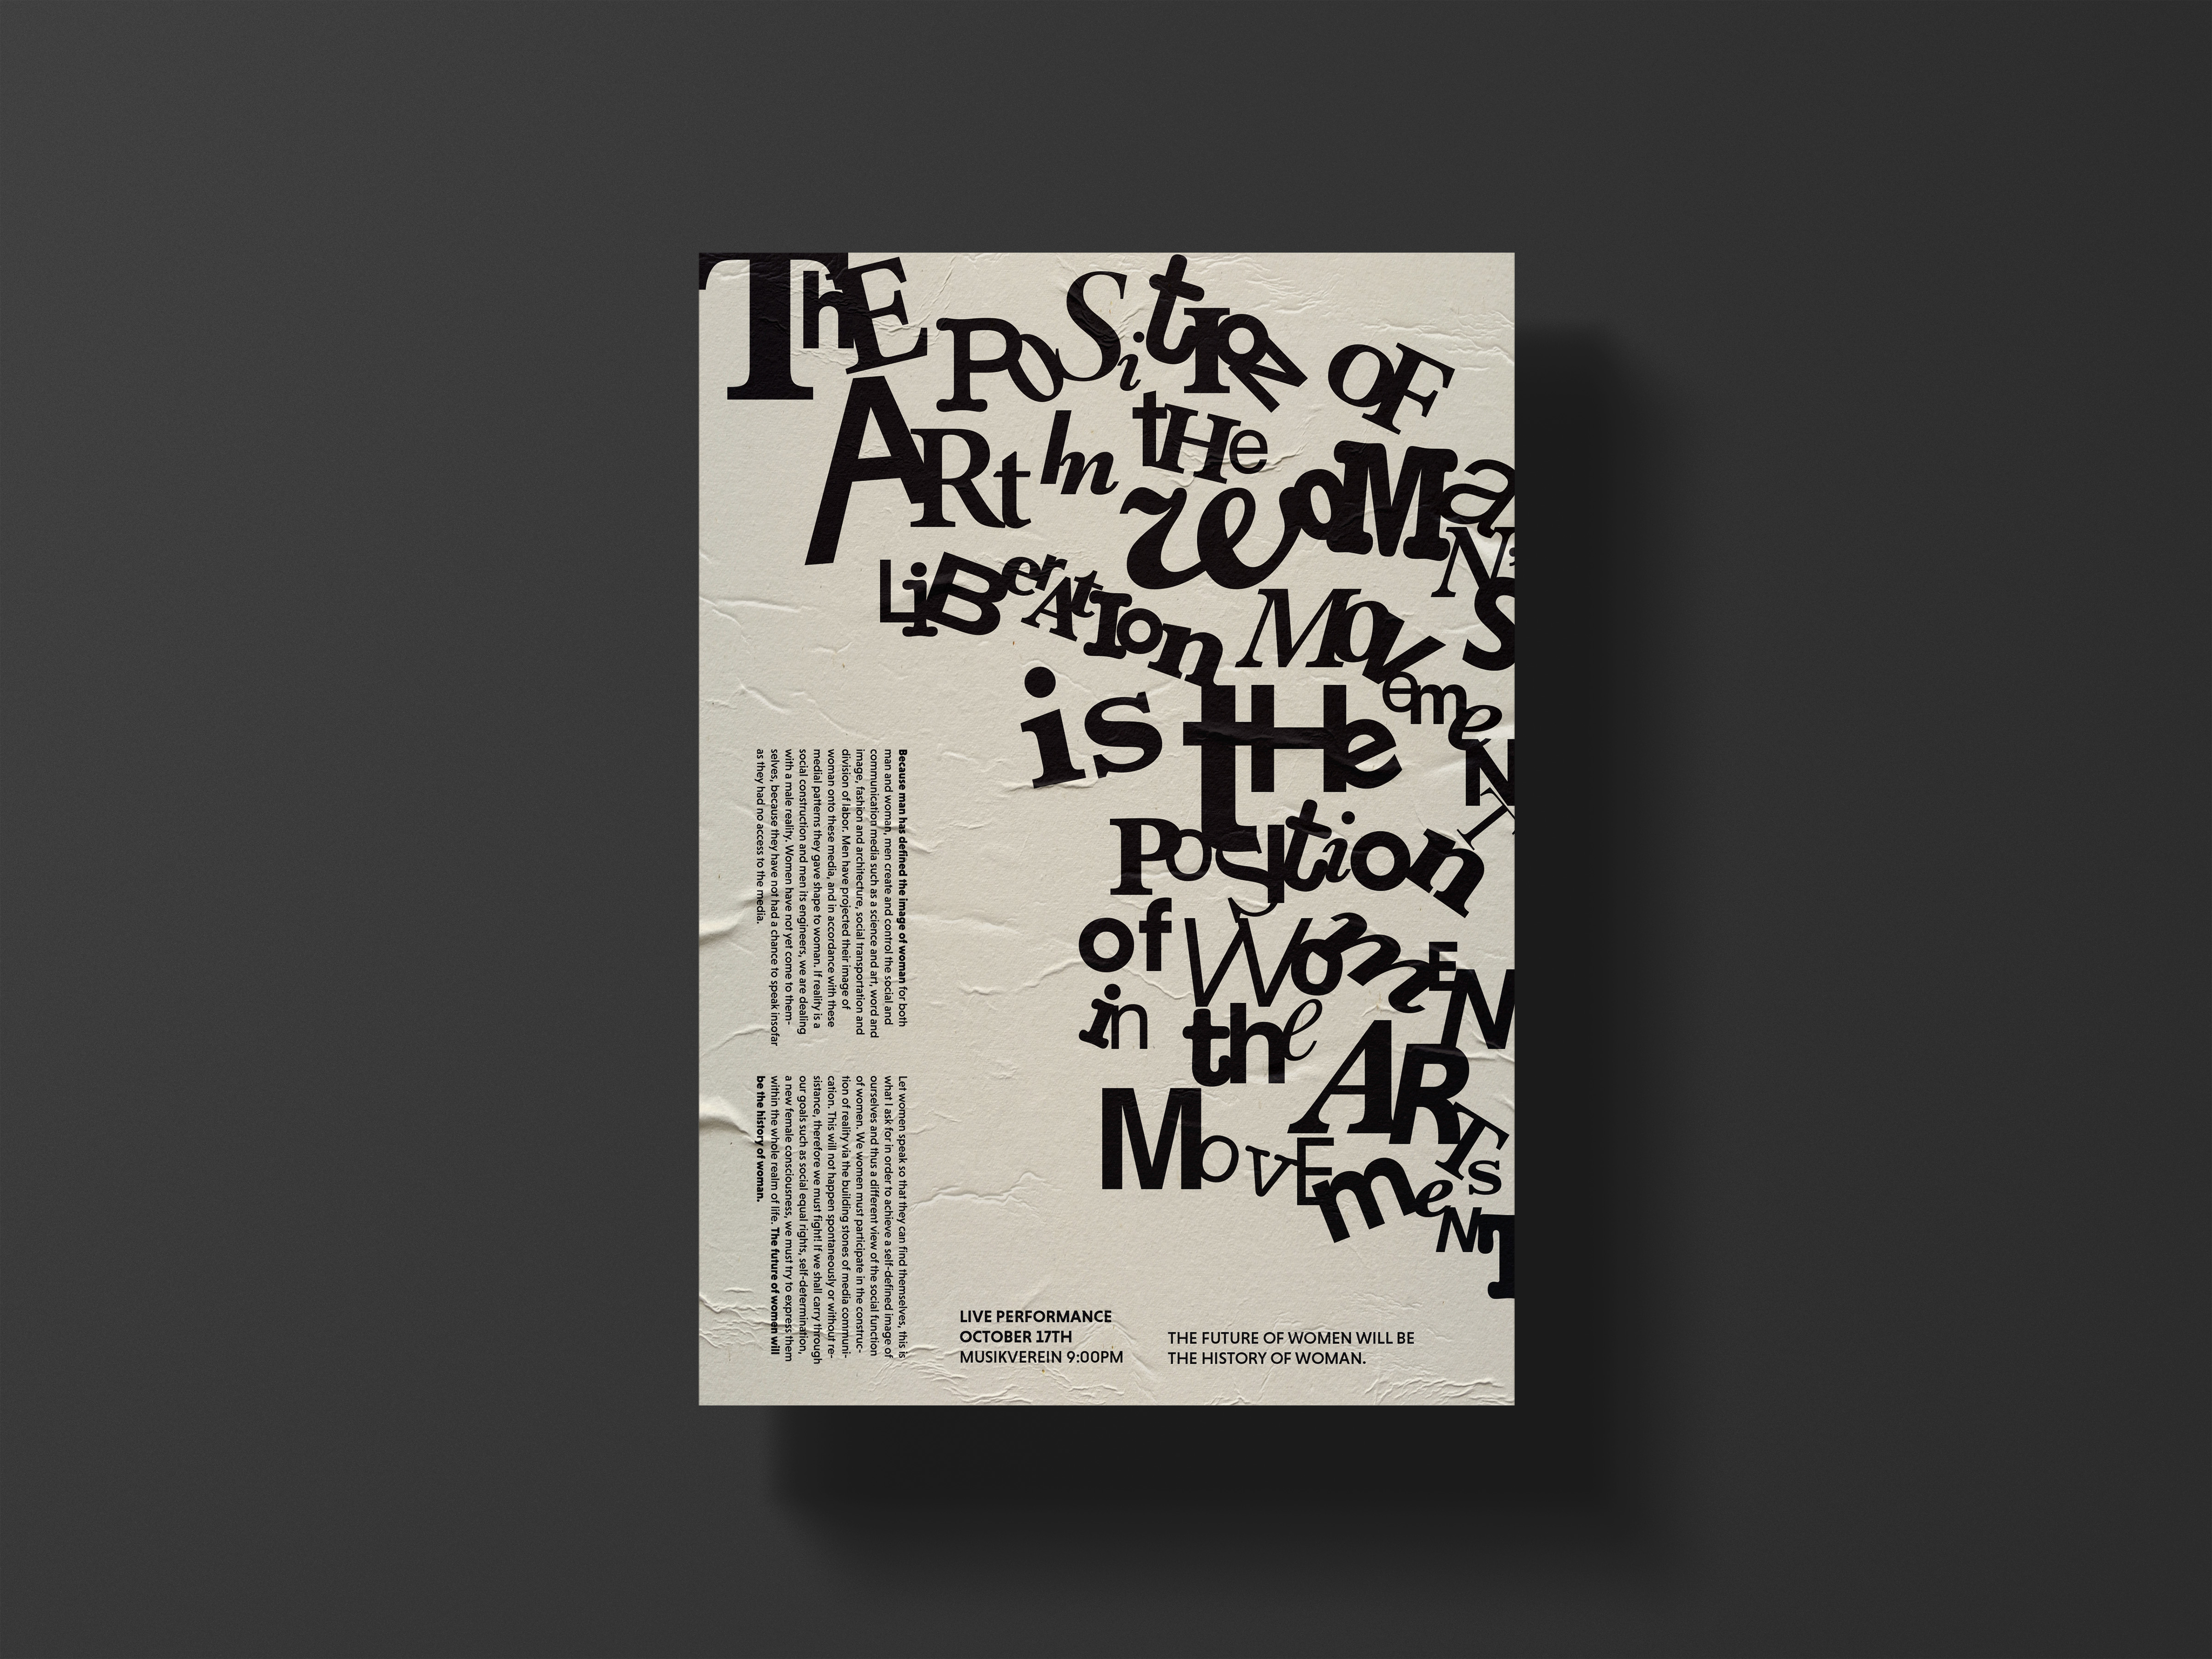 ThE PoSitIoN OF
ARt In tHe WoMaN'S
LiBerAtIon MoVemeNT
is tHe
PoSItion
of WomEN
in the ARTs
MovEmeNT
Because man has defined the image of woman for both
man and woman, men create and control the social and
communication media such as a science and art, word and
image, fashion and architecture, social transportation and
division of labor. Men have projected their image of
woman onto these media, and in accordance with these
medial patterns they gave shape to woman. If reality is a
social construction and men its engineers, we are dealing
with a male reality. Women have not yet come to them-
selves, because they have not had a chance to speak insofar
as they had no access to the media.
Let women speak so that they can find themselves, this is
what I ask for in order to achieve a self-defined image of
ourselves and thus a different view of the social function
of women. We women must participate in the construc-
tion of reality via the building stones of media communi-
cation. This will not happen spontaneously or without re-
sistance, therefore we must fight! If we shall carry through
our goals such as social equal rights, self-determination,
a new female consciousness, we must try to express them
within the whole realm of life. The future of women will
be the history of woman.
LIVE PERFORMANCE
OCTOBER 17TH
MUSIKVEREIN 9:00PM
THE FUTURE OF WOMEN WILL BE
THE HISTORY OF WOMAN.